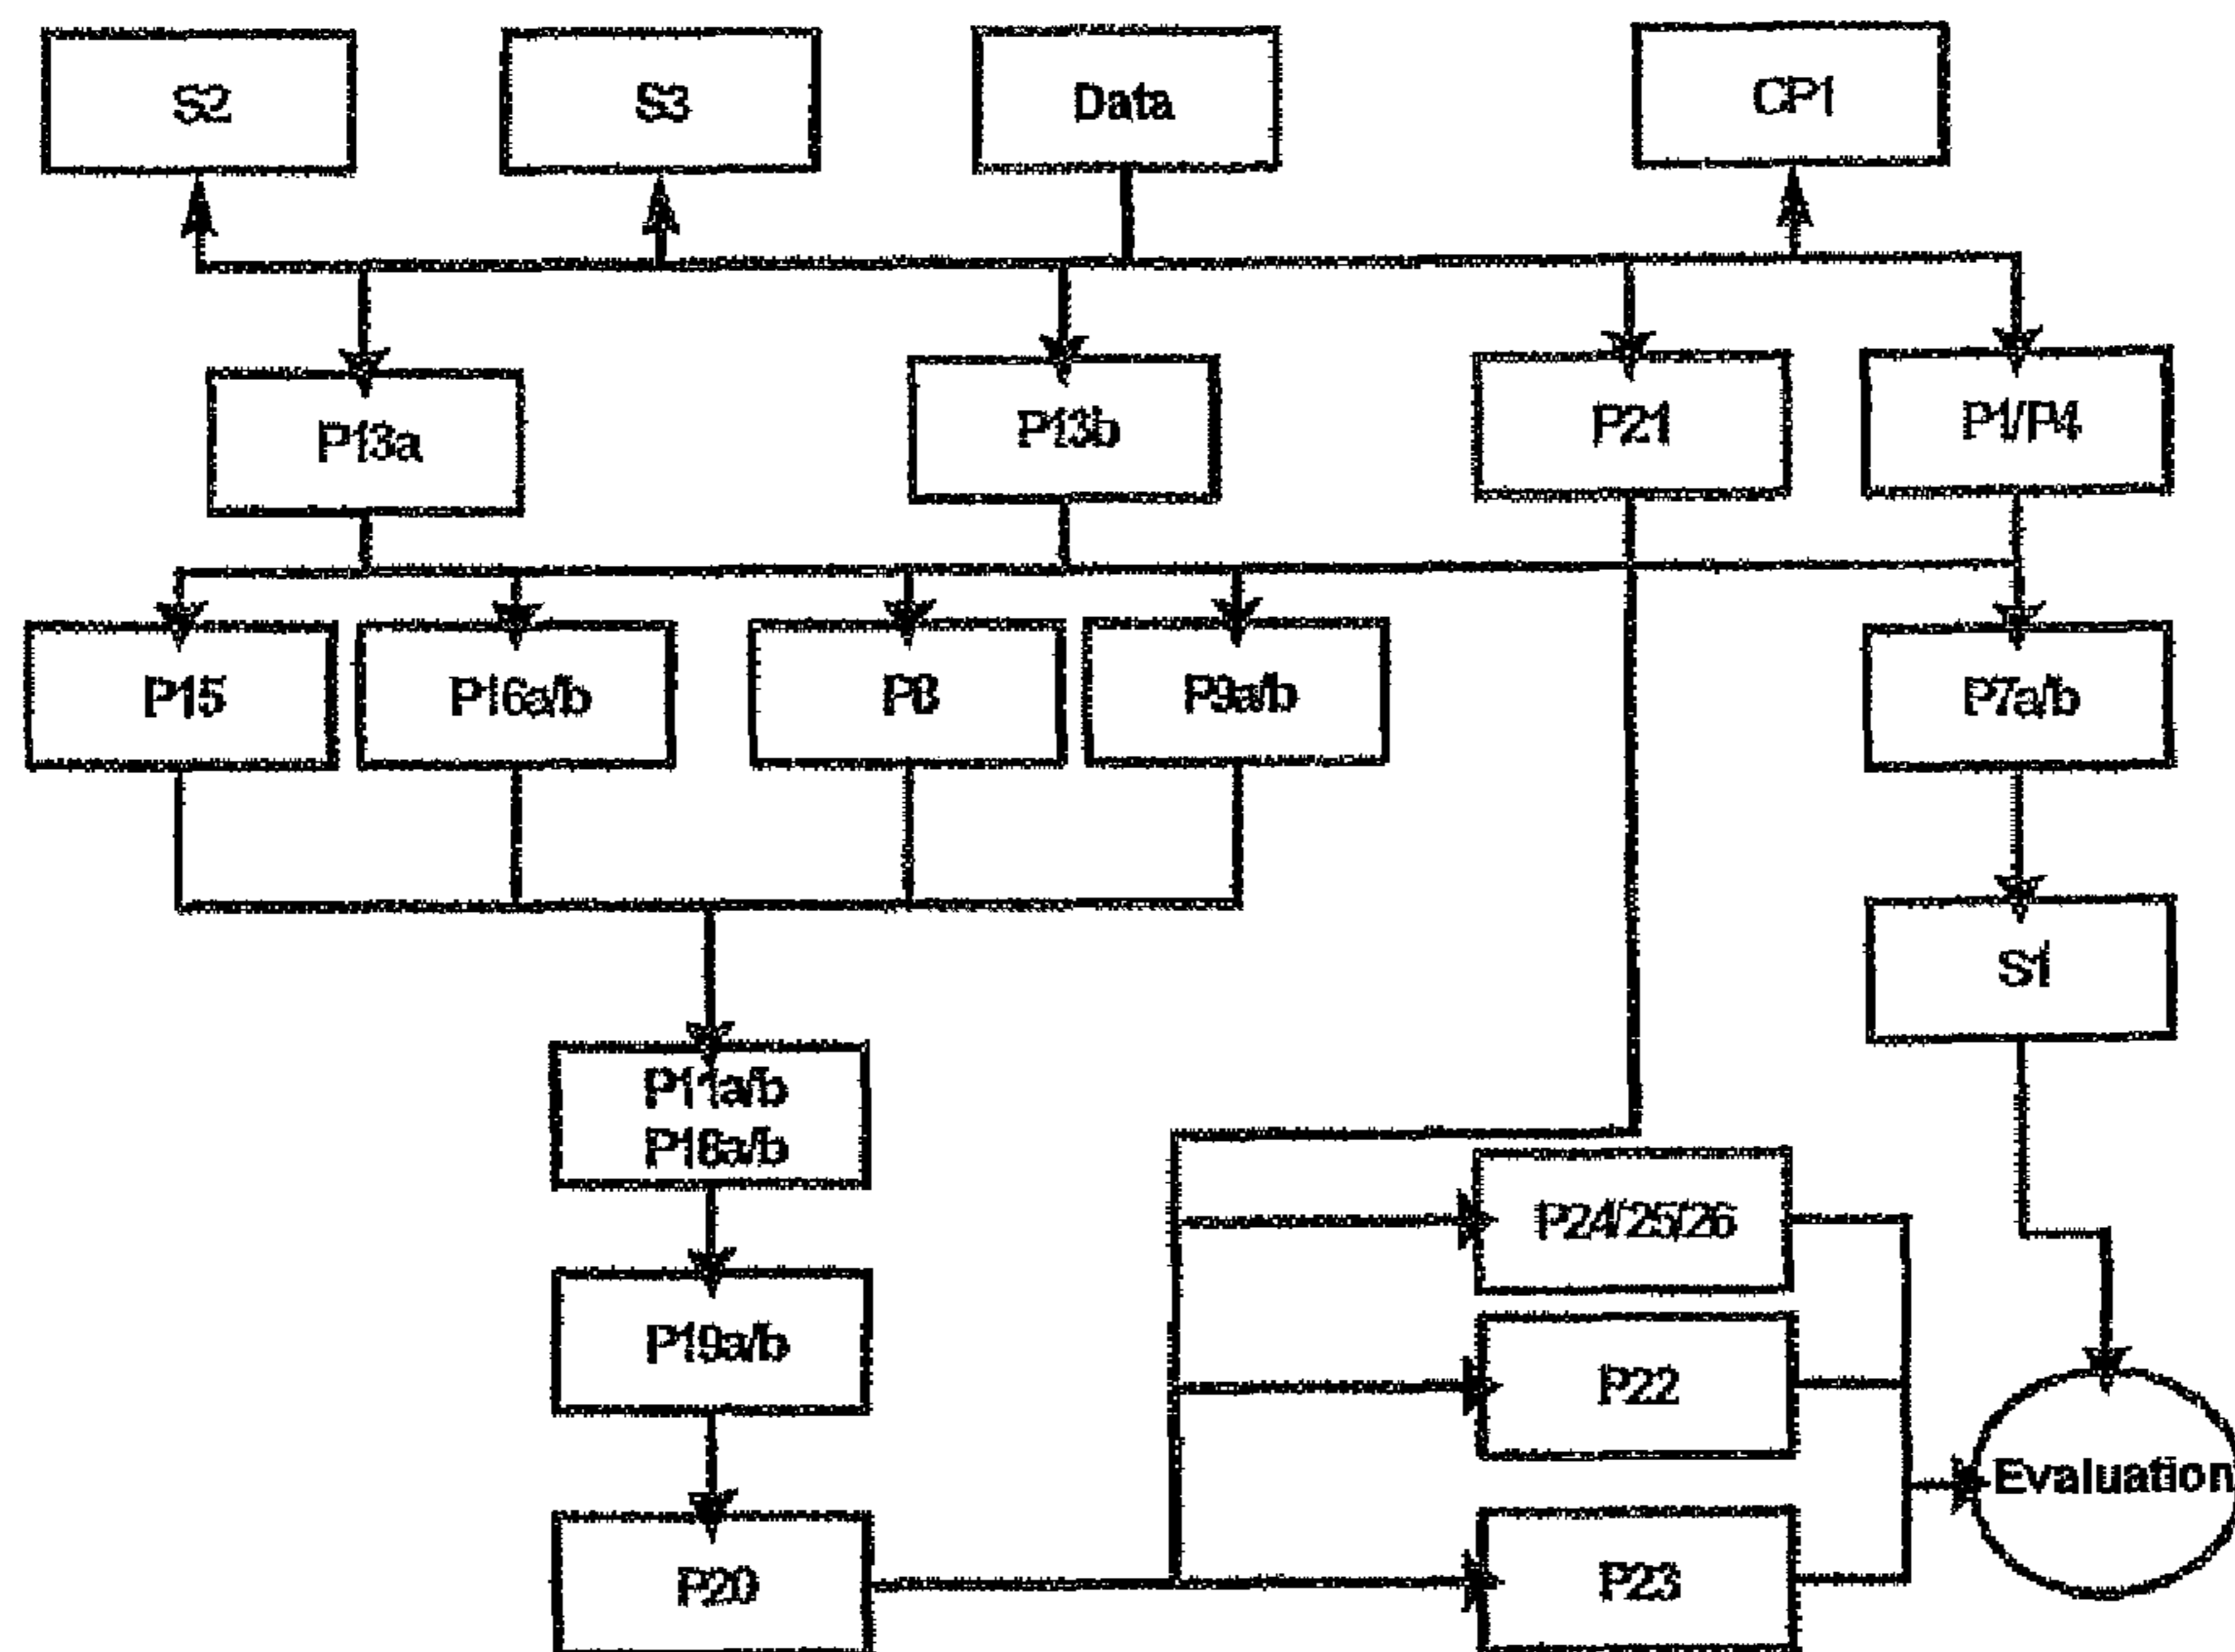 S2
S3
Data
CP1
P13a
P13b
P21
P1/P4
P15
P16a/b
P8
P9a/b
P7a/b
S1
P11a/b
P18a/b
P24/25/26
P19a/b
P22
Evaluation
P20
P23